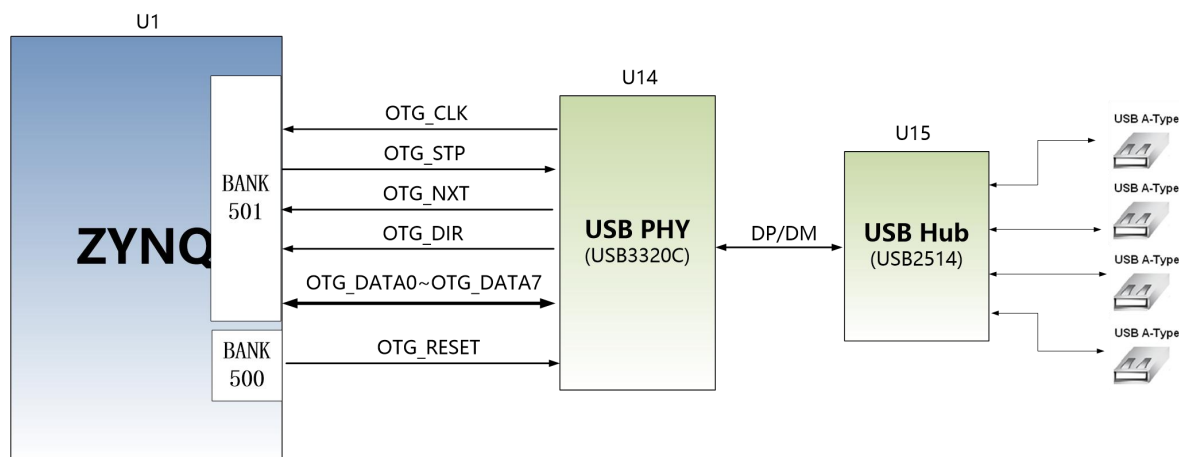 U1
ZYNQ
BANK
501
BANK
500
OTG_CLK
OTG_STP
OTG_NXT
OTG_DIR
OTG_DATA0~OTG_DATA7
OTG_RESET
U14
USB PHY
(USB3320C)
DP/DM
U15
USB Hub
(USB2514)
USB A-Type
USB A-Type
USB A-Type
USB A-Type